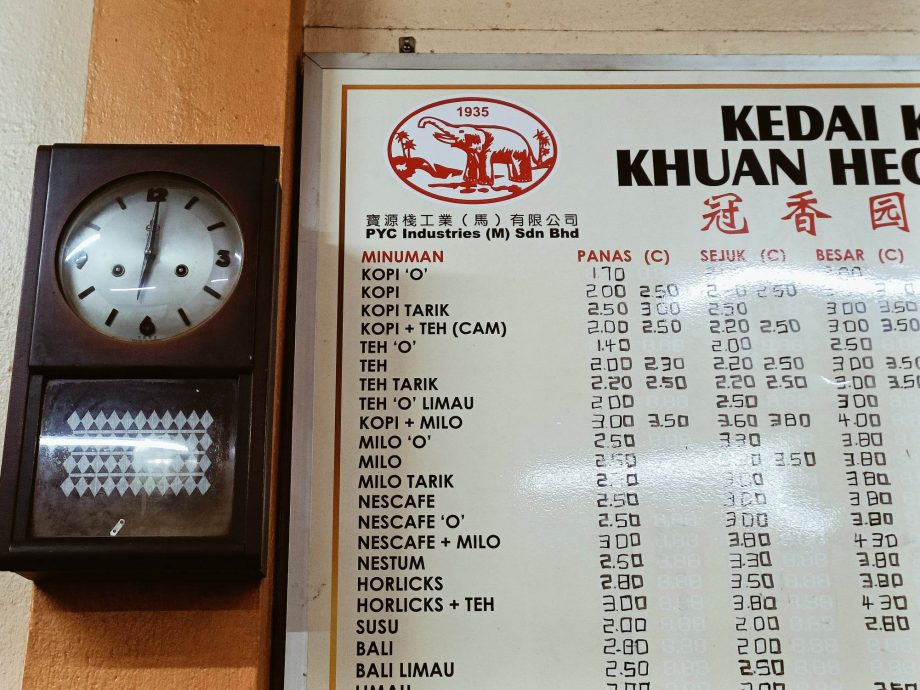 12
3
6
9
1935
寶源棧工業（馬）有限公司
PYC Industries (M) Sdn Bhd
KEDAI
KHUAN
冠香园
MINUMAN PANAS (C) SEJUK (C) BESAR (C)
KOPI ‘O’ 1.70
KOPI 2.00 2.50 2.50
KOPI TARIK 2.50 3.00 2.50 3.00 3.50
KOPI + TEH (CAM) 2.00 2.50 2.20 2.50 3.00 3.50
TEH ‘O’ 1.40 2.00 2.50
TEH 2.00 2.30 2.20 2.50 3.00 3.50
TEH TARIK 2.20 2.50 2.20 2.50 3.00 3.50
TEH ‘O’ LIMAU 2.00 2.50 3.00
KOPI + MILO 3.00 3.50 3.60 3.80 4.00
MILO ‘O’ 2.50 3.30 3.80
MILO 3.50 3.80
MILO TARIK 3.80
NESCAFE 2.50 3.00 3.80
NESCAFE ‘O’ 2.50 3.00 3.80
NESCAFE + MILO 3.00 3.80 4.30
NESTUM 2.60 3.30 3.80
HORLICKS 2.80 3.50 3.80
HORLICKS + TEH 3.00 3.80 4.30
SUSU 2.00 2.00 2.80
BALI 2.80 2.00
BALI LIMAU 2.50 2.50
LIMAU